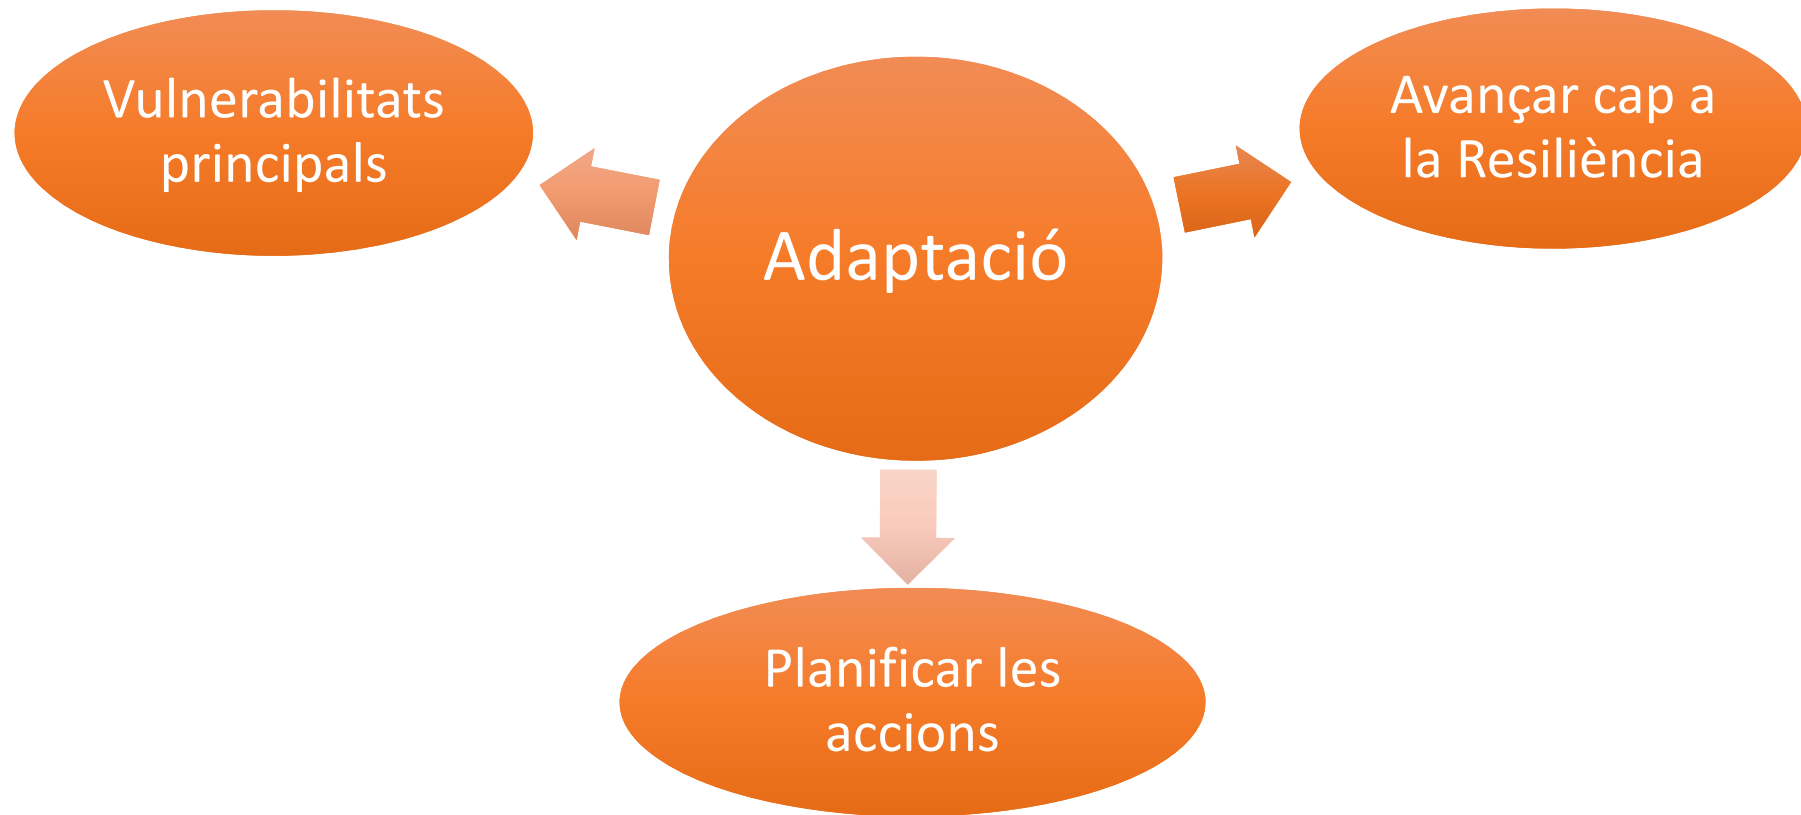 Vulnerabilitats
principals
Adaptació
Avançar cap a
la Resiliència
Planificar les
accions